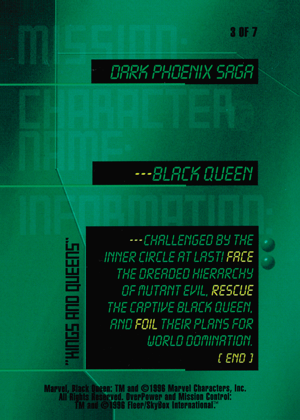 3 OF 7
MISSION:
DARK PHOENIX SAGA
CHARACTER
NAME:
---BLACK QUEEN
INFORMATION:
"KINGS AND QUEENS"
---CHALLENGED BY THE
INNER CIRCLE AT LAST! FACE
THE DREADED HIERARCHY
OF MUTANT EVIL, RESCUE
THE CAPTIVE BLACK QUEEN,
AND FOIL THEIR PLANS FOR
WORLD DOMINATION.
( END )
Marvel, Black Queen: TM and ©1996 Marvel Characters, Inc.
All Rights Reserved. OverPower and Mission Control:
TM and ©1996 Fleer/SkyBox International.™